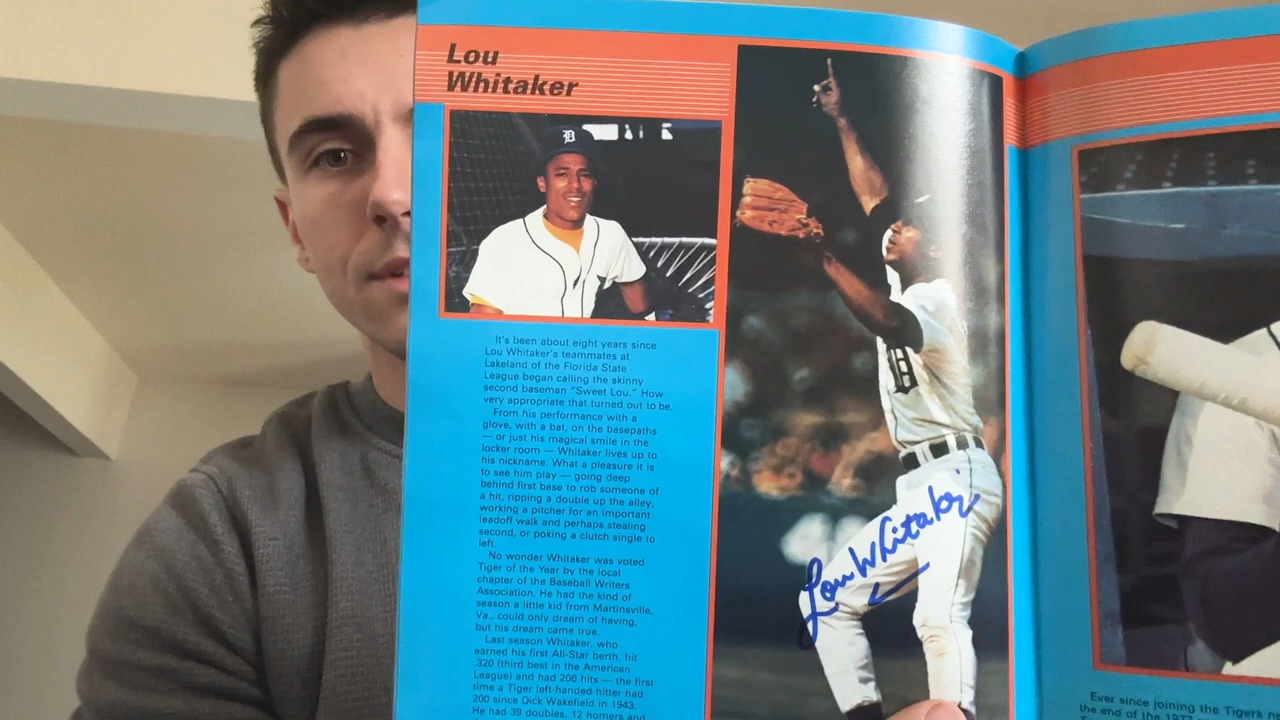 Lou
Whitaker
D
D
It's been about eight years since
Lou Whitaker's teammates at
Lakeland of the Florida State
League began calling the skinny
second baseman "Sweet Lou." How
very appropriate that turned out to be.
From his performance with a
glove, with a bat, on the basepaths
— or just his magical smile in the
locker room — Whitaker lives up to
his nickname. What a pleasure it is
to see him play — going deep
behind first base to rob someone of
a hit, ripping a double up the alley,
working a pitcher for an important
leadoff walk and perhaps stealing
second, or poking a clutch single to
left.
No wonder Whitaker was voted
Tiger of the Year by the local
chapter of the Baseball Writers
Association. He had the kind of
season a little kid from Martinsville,
Va., could only dream of having,
but his dream came true.
Last season Whitaker, who
earned his first All-Star berth, hit
.320 (third best in the American
League) and had 206 hits — the first
time a Tiger left-handed hitter had
200 since Dick Wakefield in 1943.
He had 39 doubles, 12 homers and
Lou Whitaker
Ever since joining the Tigers
the end of the 1977